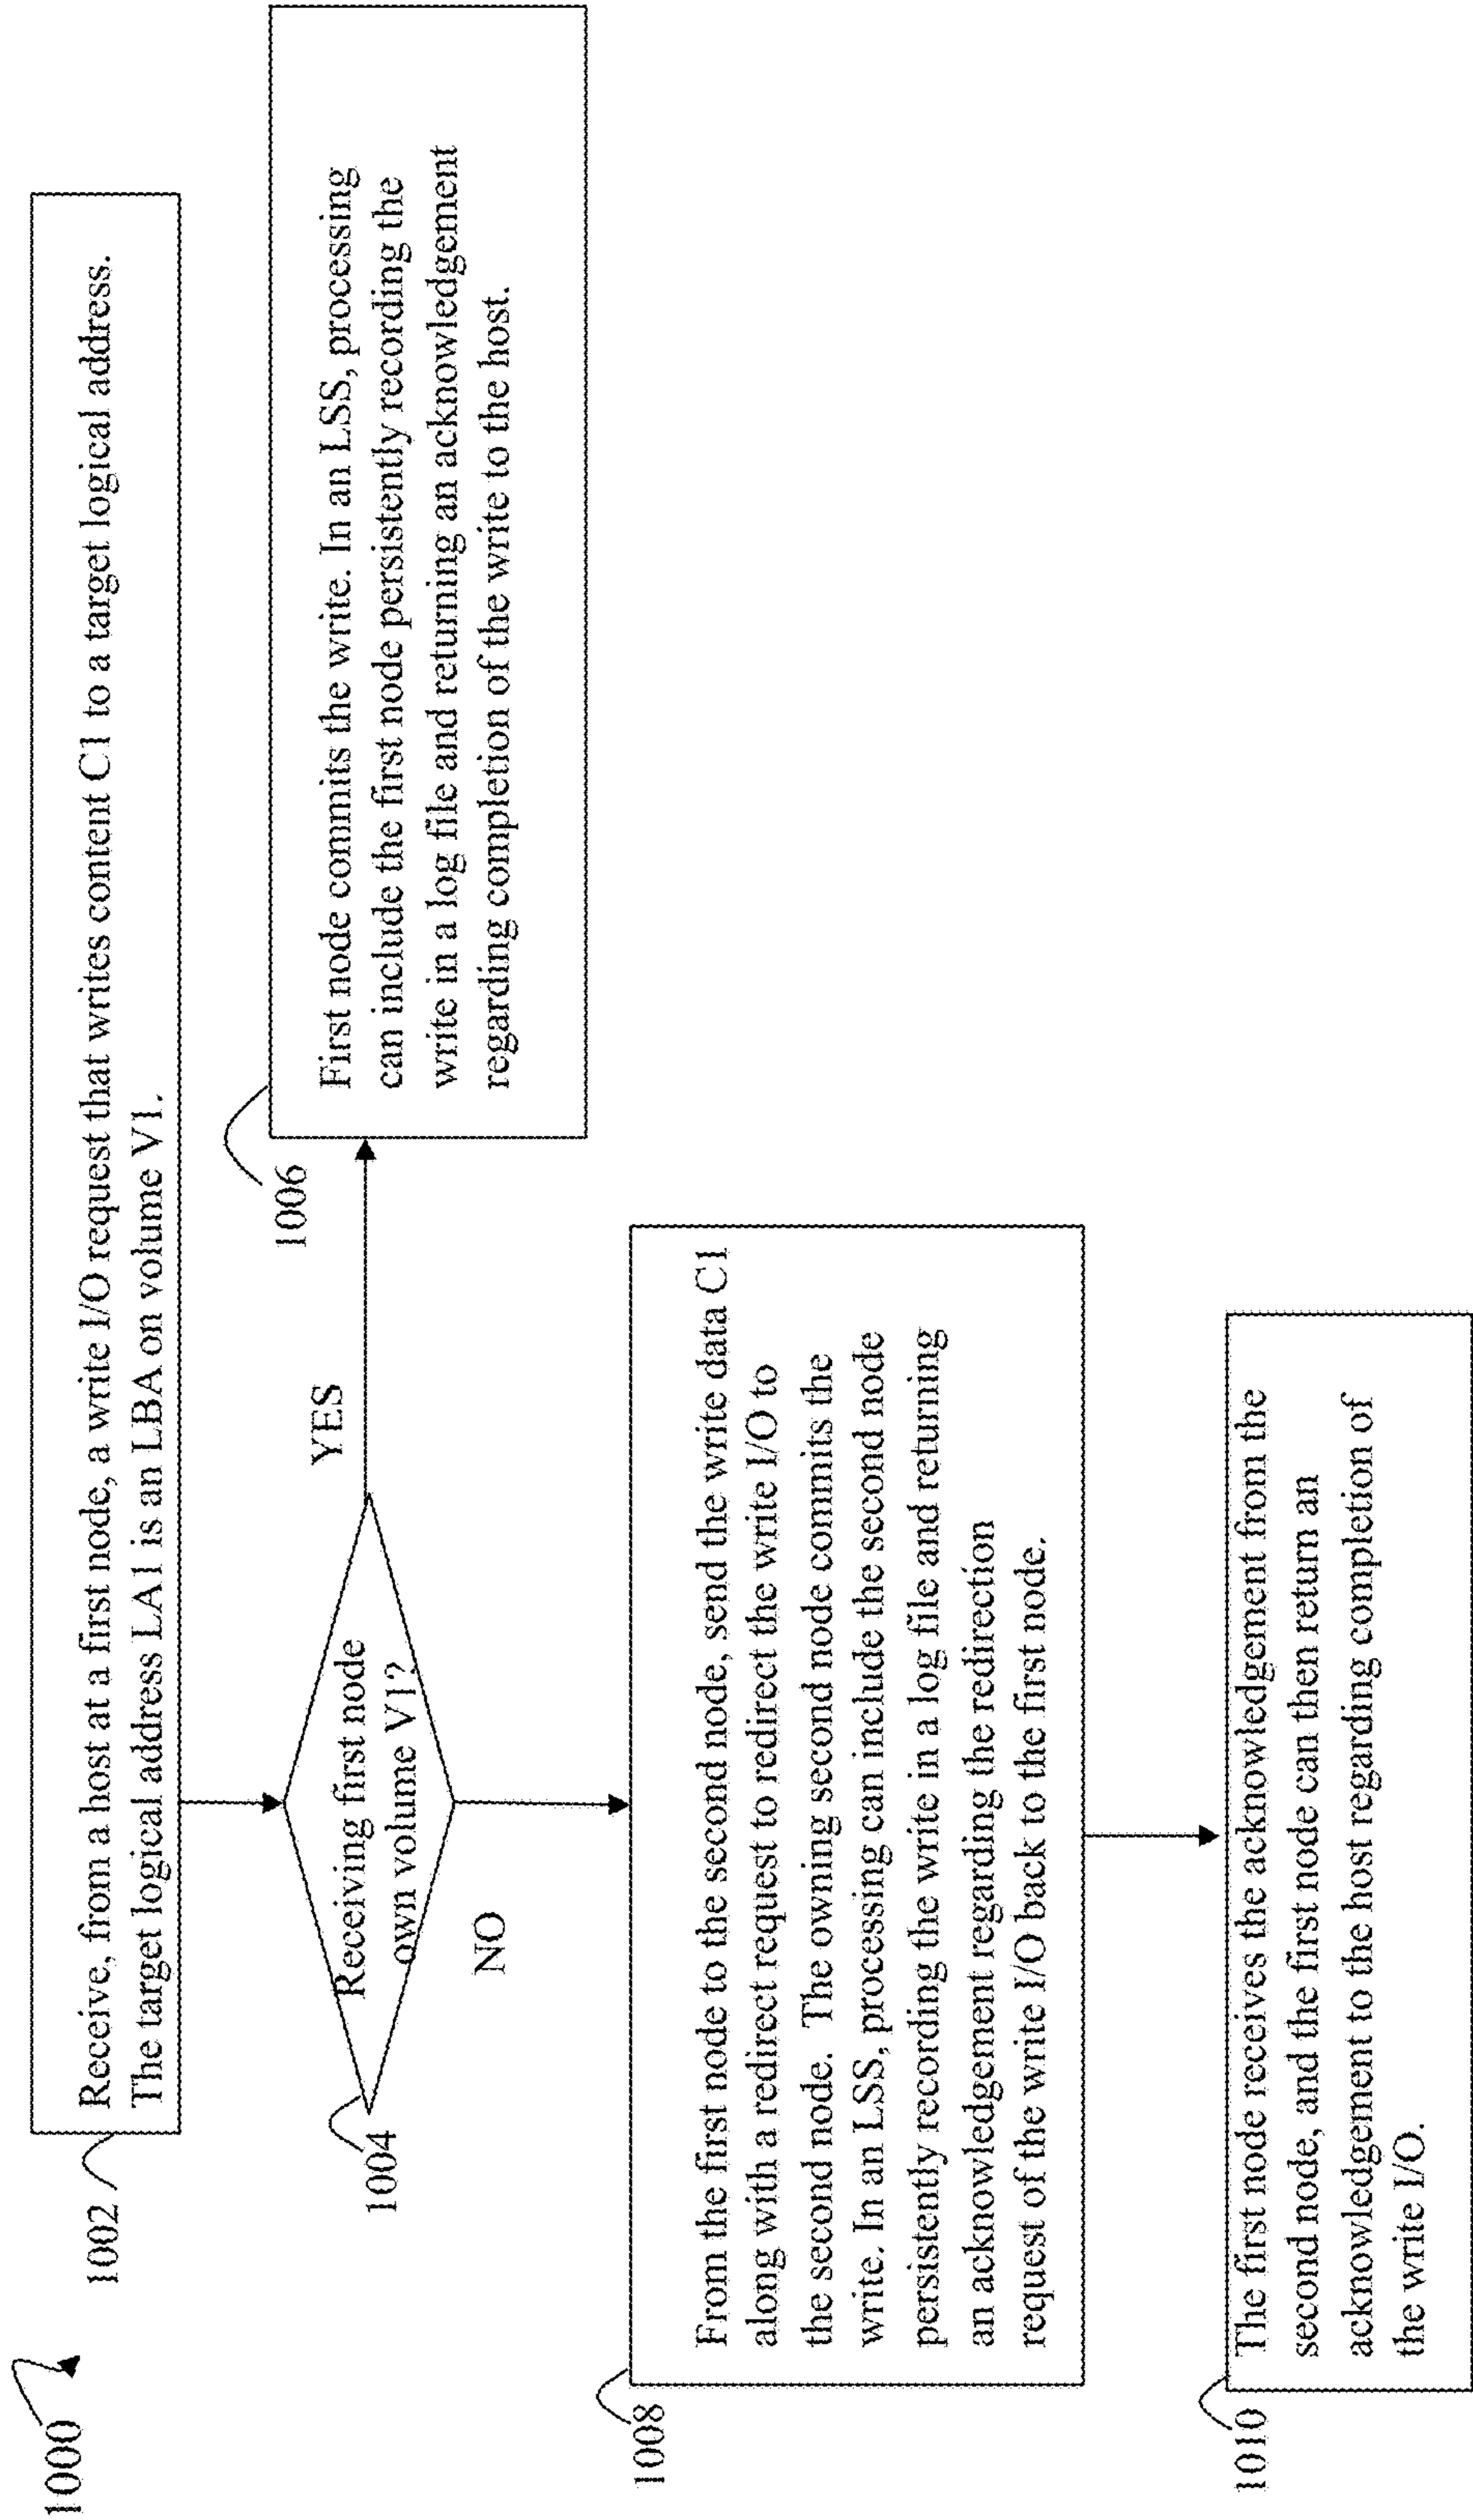 1000
1002
Receive, from a host at a first node, a write I/O request that writes content C1 to a target logical address.
The target logical address LA1 is an LBA on volume V1.
1004
Receiving first node
own volume V1?
YES
1006
First node commits the write. In an LSS, processing
can include the first node persistently recording the
write in a log file and returning an acknowledgement
regarding completion of the write to the host.
NO
1008
From the first node to the second node, send the write data C1
along with a redirect request to redirect the write I/O to
the second node. The owning second node commits the
write. In an LSS, processing can include the second node
persistently recording the write in a log file and returning
an acknowledgement regarding the redirection
request of the write I/O back to the first node.
1010
The first node receives the acknowledgment from the
second node, and the first node can then return an
acknowledgement to the host regarding completion of
the write I/O.